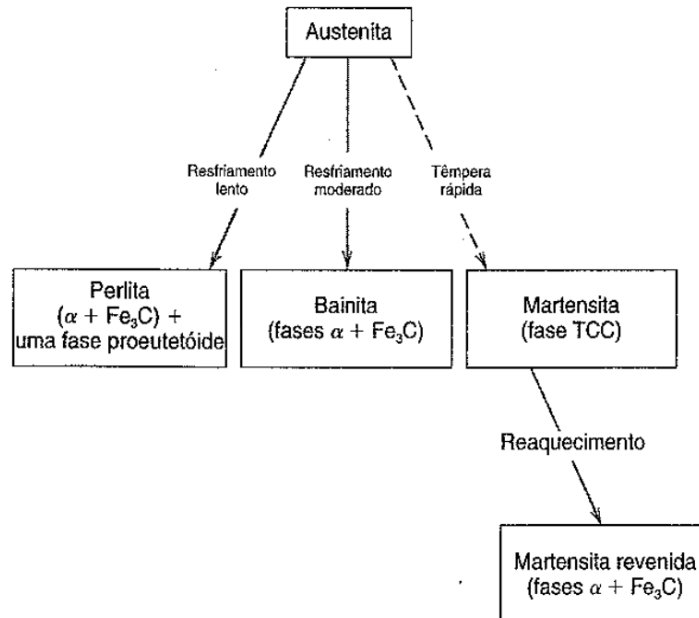 Austenita
Resfriamento
lento
Resfriamento
moderado
Têmpera
rápida
Perlita
(α + Fe₃C) +
uma fase proeutetóide
Bainita
(fases α + Fe₃C)
Martensita
(fase TCC)
Reaquecimento
Martensita revenida
(fases α + Fe₃C)